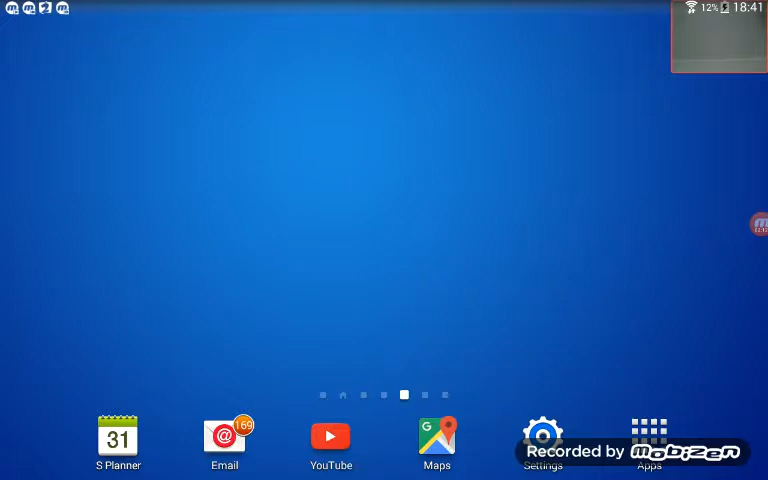 12% 18:41
31
169
S Planner
Email
YouTube
G
Maps
Settings
Apps
Recorded by mobizen